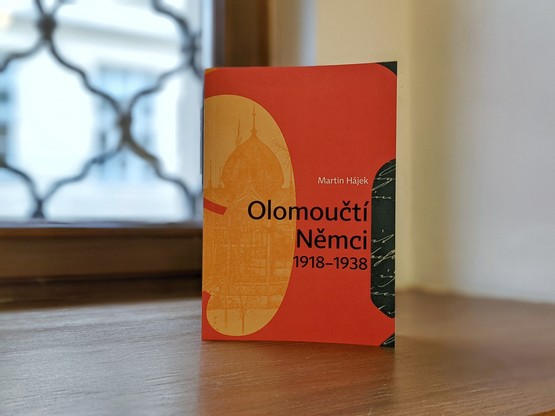 Martin Hájek
Olomoučtí
Němci
1918–1938